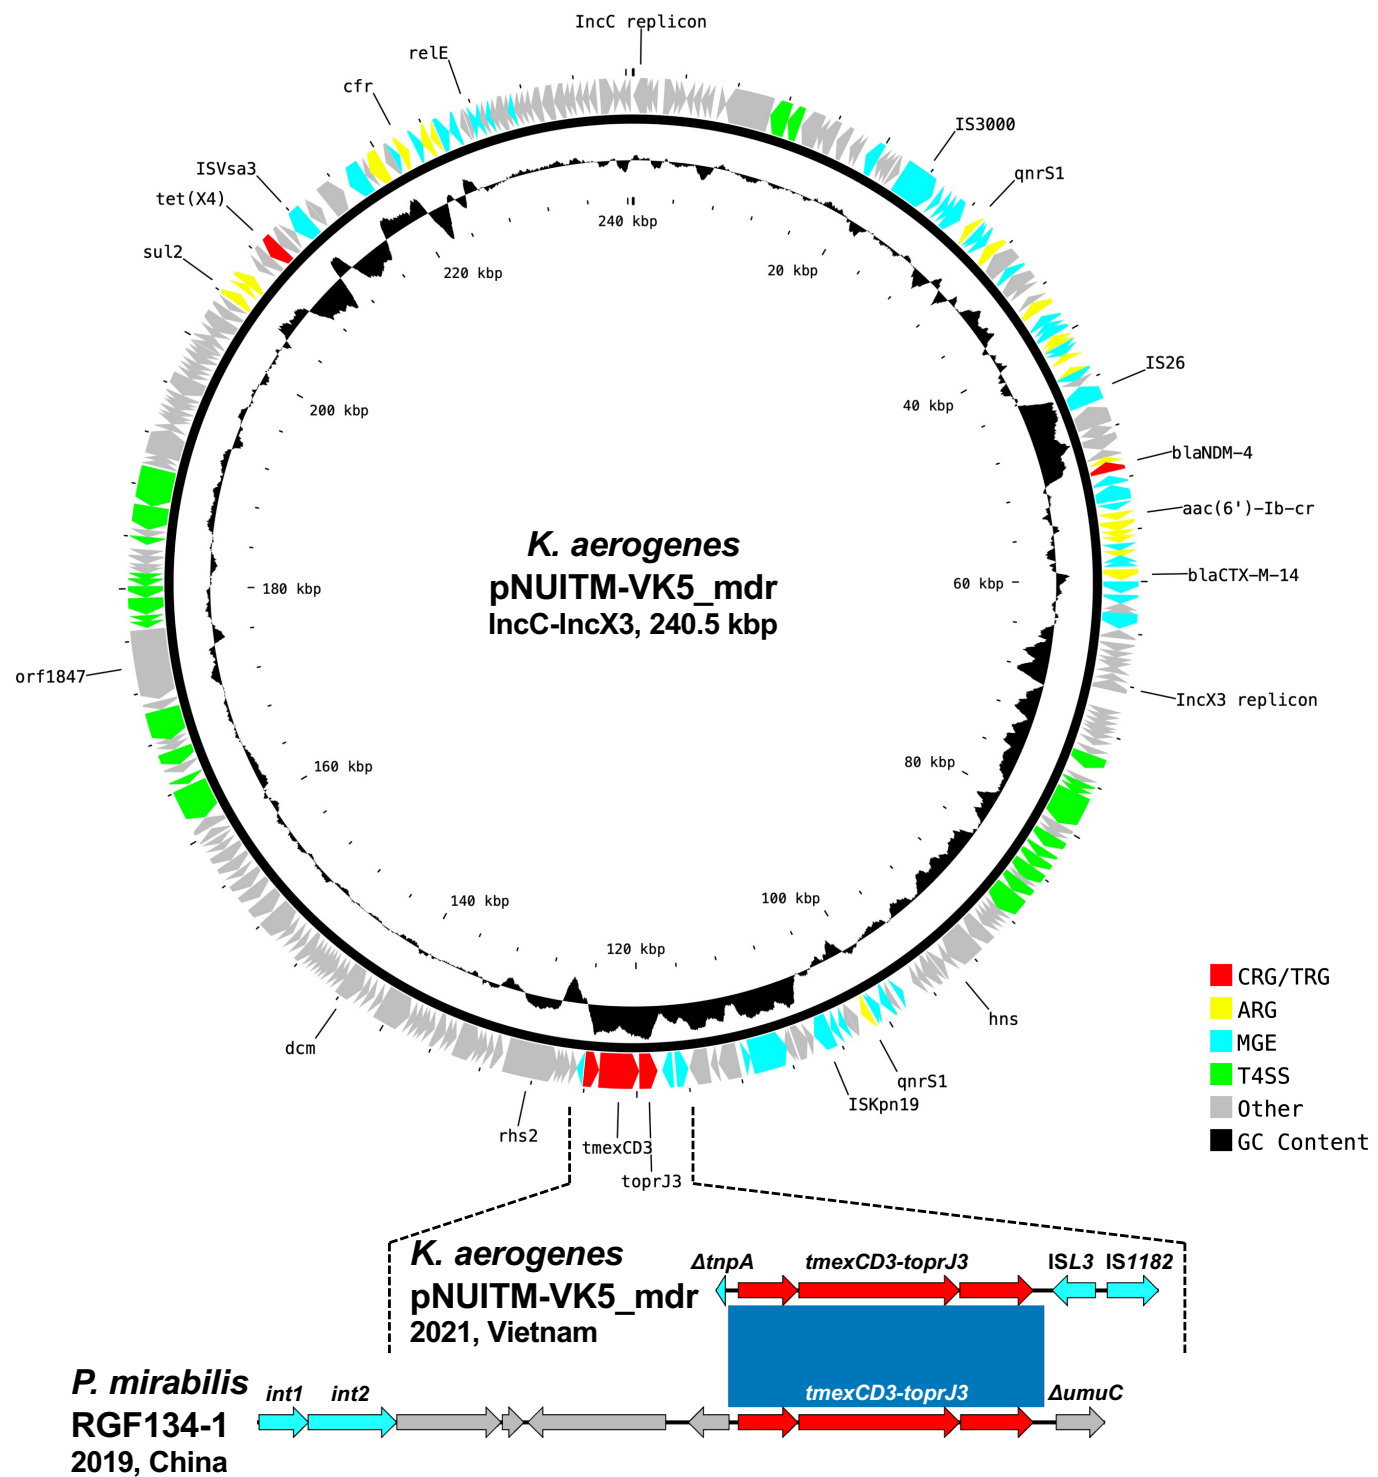 IncC replicon
relE
cfr
IS3000
qnrS1
ISVsa3
tet(X4)
sul2
240 kbp
220 kbp
20 kbp
IS26
200 kbp
40 kbp
blaNDM-4
aac(6')-Ib-cr
K. aerogenes
pNUITM-VK5_mdr
IncC-IncX3, 240.5 kbp
blaCTX-M-14
60 kbp
180 kbp
orf1847
IncX3 replicon
160 kbp
80 kbp
140 kbp
100 kbp
120 kbp
hns
dcm
qnrS1
ISKpn19
rhs2
tmexCD3
toprJ3
CRG/TRG
ARG
MGE
T4SS
Other
GC Content
K. aerogenes
pNUITM-VK5_mdr
2021, Vietnam
ΔtnpA
tmexCD3-toprJ3
ISL3
IS1182
P. mirabilis
RGF134-1
2019, China
int1
int2
tmexCD3-toprJ3
ΔumuC